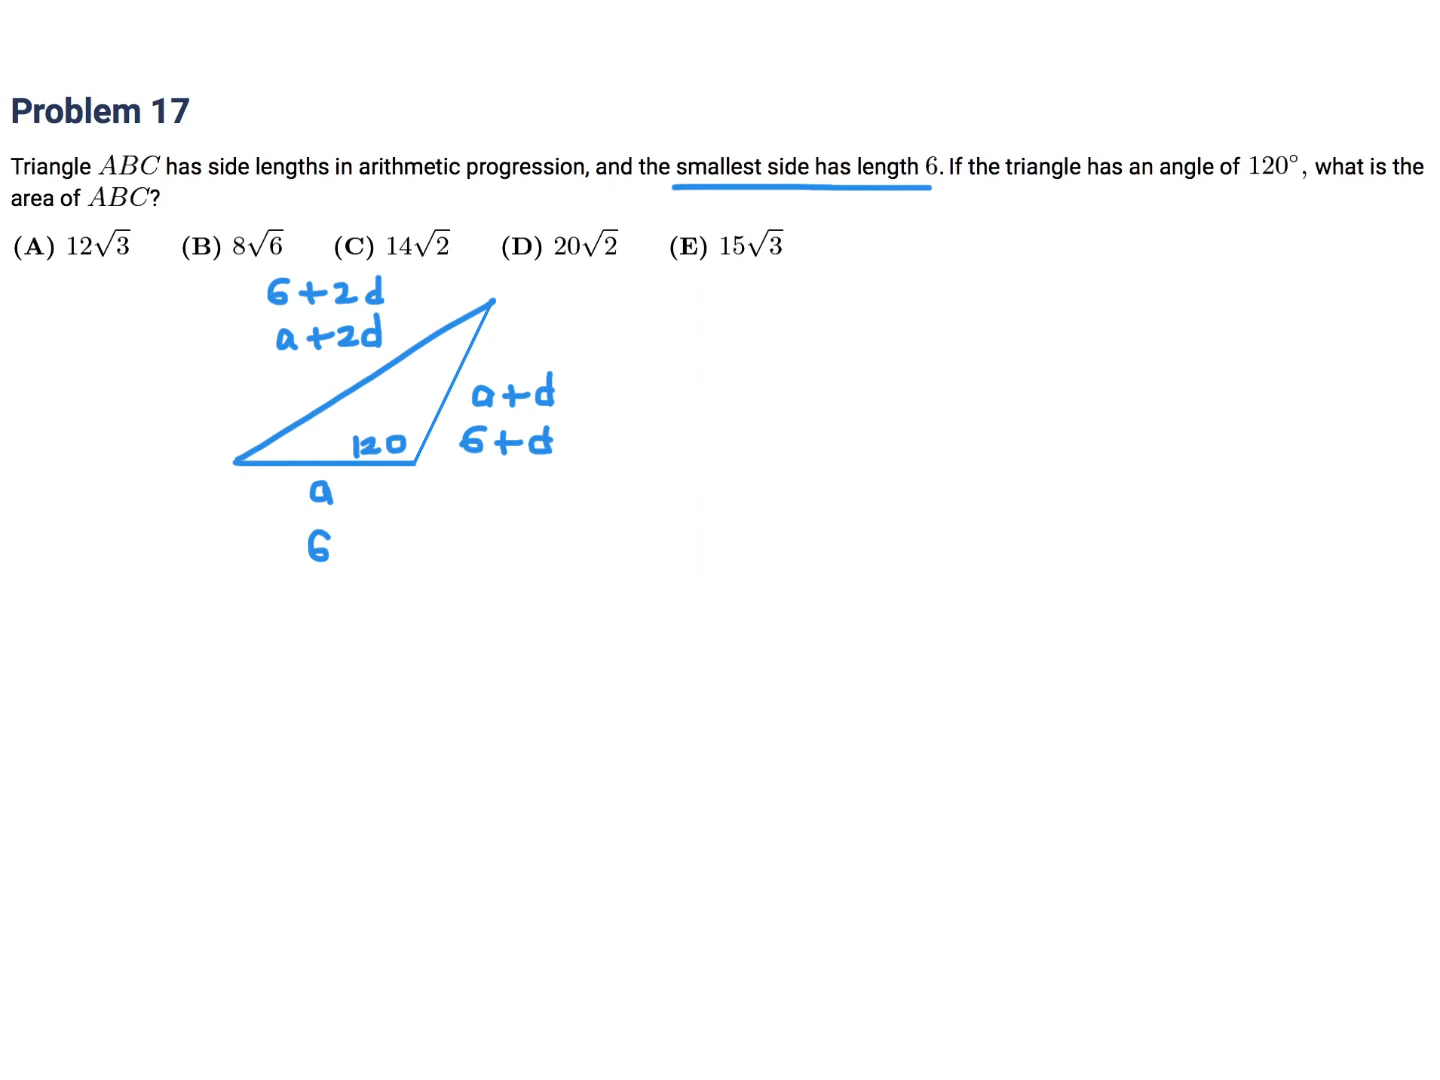 Problem 17
Triangle ABC has side lengths in arithmetic progression, and the smallest side has length 6. If the triangle has an angle of 120°, what is the
area of ABC?
(A) 12√3 (B) 8√6 (C) 14√2 (D) 20√2 (E) 15√3
6+2d
a+2d
a+d
120
6+d
a
6